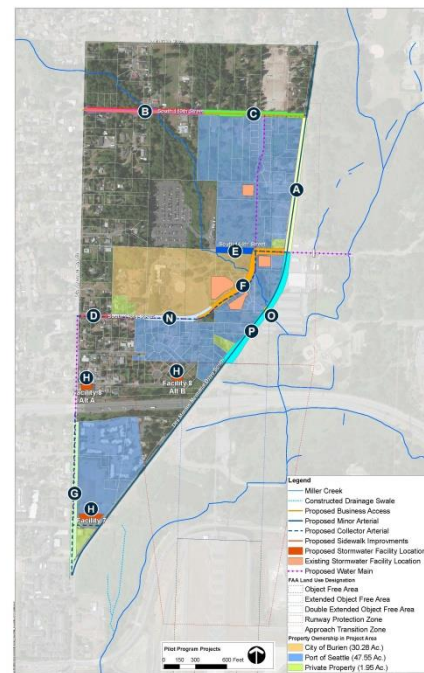 B
C
A
E
F
O
P
D
N
H
Facility 8
Alt A
H
Facility 8
Alt B
G
H
Facility 7
Pilot Program Projects
0 150 300 600 Feet
Legend
Miller Creek
Constructed Drainage Swale
Proposed Business Access
Proposed Minor Arterial
Proposed Collector Arterial
Proposed Sidewalk Improvments
Proposed Stormwater Facility Location
Existing Stormwater Facility Location
Proposed Water Main
FAA Land Use Designation
Object Free Area
Extended Object Free Area
Double Extended Object Free Area
Runway Protection Zone
Approach Transition Zone
Property Ownership in Project Area
City of Burien (30.28 Ac.)
Port of Seattle (47.55 Ac.)
Private Property (1.95 Ac.)